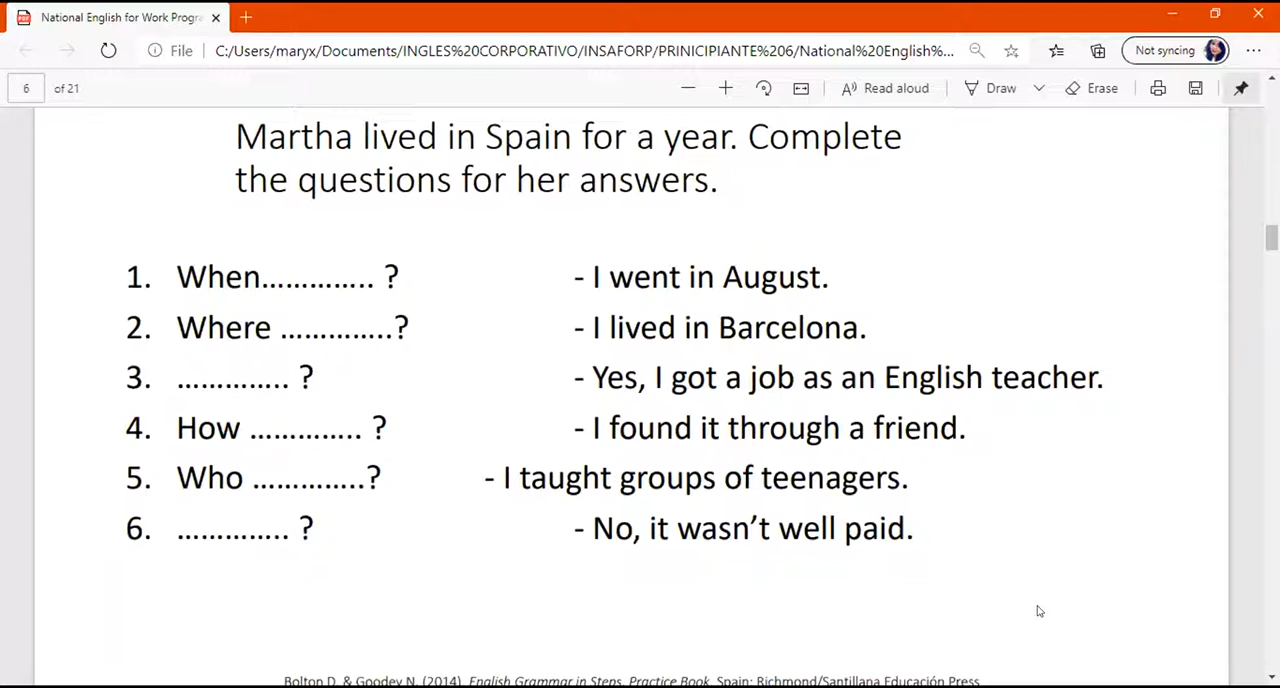 National English for Work Progra
File
C:/Users/maryx/Documents/INGLES%20CORPORATIVO/INSAFORP/PRINICIPIANTE%206/National%20English%...
Not syncing
6 of 21
Read aloud
Draw
Erase
Martha lived in Spain for a year. Complete
the questions for her answers.
1. When.............. ? - I went in August.
2. Where ..............? - I lived in Barcelona.
3. .............. ? - Yes, I got a job as an English teacher.
4. How .............. ? - I found it through a friend.
5. Who ..............? - I taught groups of teenagers.
6. .............. ? - No, it wasn't well paid.
Bolton D. & Goodey N. (2014). English Grammar in Steps. Practice Book. Spain: Richmond/Santillana Educación Press